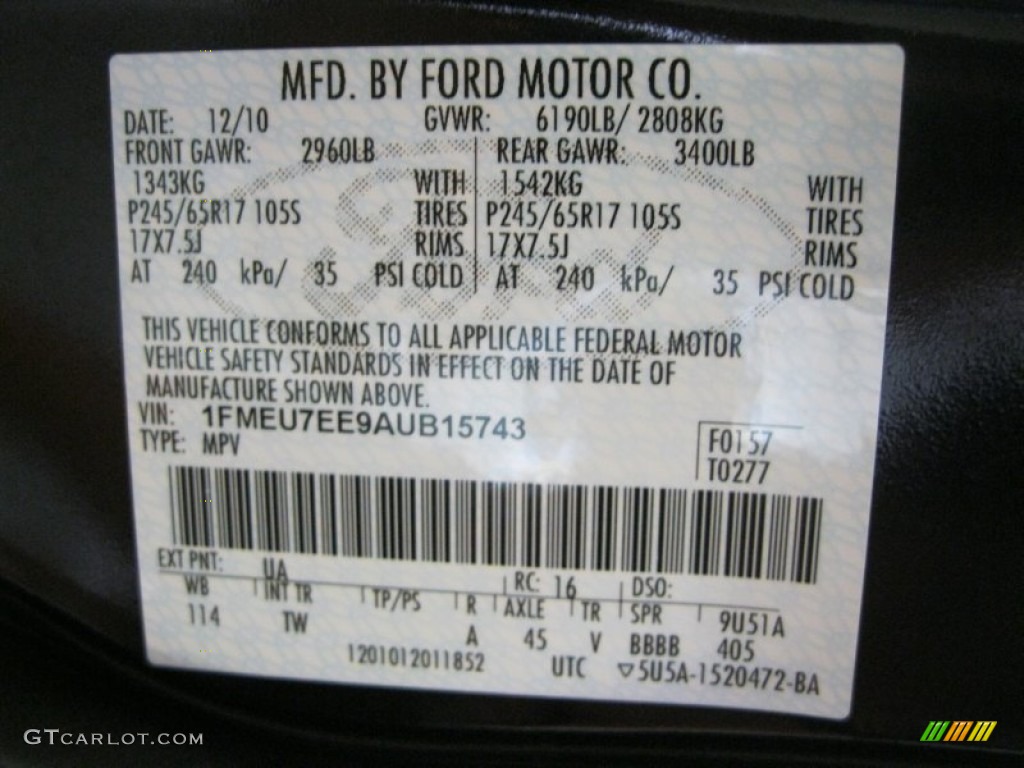 MFD. BY FORD MOTOR CO.
DATE: 12/10 GVWR: 6190LB/ 2808KG
FRONT GAWR: 2960LB REAR GAWR: 3400LB
1343KG WITH 1542KG WITH
P245/65R17 105S TIRES P245/65R17 105S TIRES
17X7.5J RIMS 17X7.5J RIMS
AT 240 kPa/ 35 PSI COLD AT 240 kPa/ 35 PSI COLD
THIS VEHICLE CONFORMS TO ALL APPLICABLE FEDERAL MOTOR
VEHICLE SAFETY STANDARDS IN EFFECT ON THE DATE OF
MANUFACTURE SHOWN ABOVE.
VIN: 1FMEU7EE9AUB15743
TYPE: MPV
F0157
T0277
EXT PNT: UA RC: 16 DSO:
WB INT TR TP/PS R AXLE TR SPR 9U51A
114 TW A 45 V BBBB 405
1201012011852 UTC ▽5U5A-1520472-BA
Ford
GTCARLOT.COM